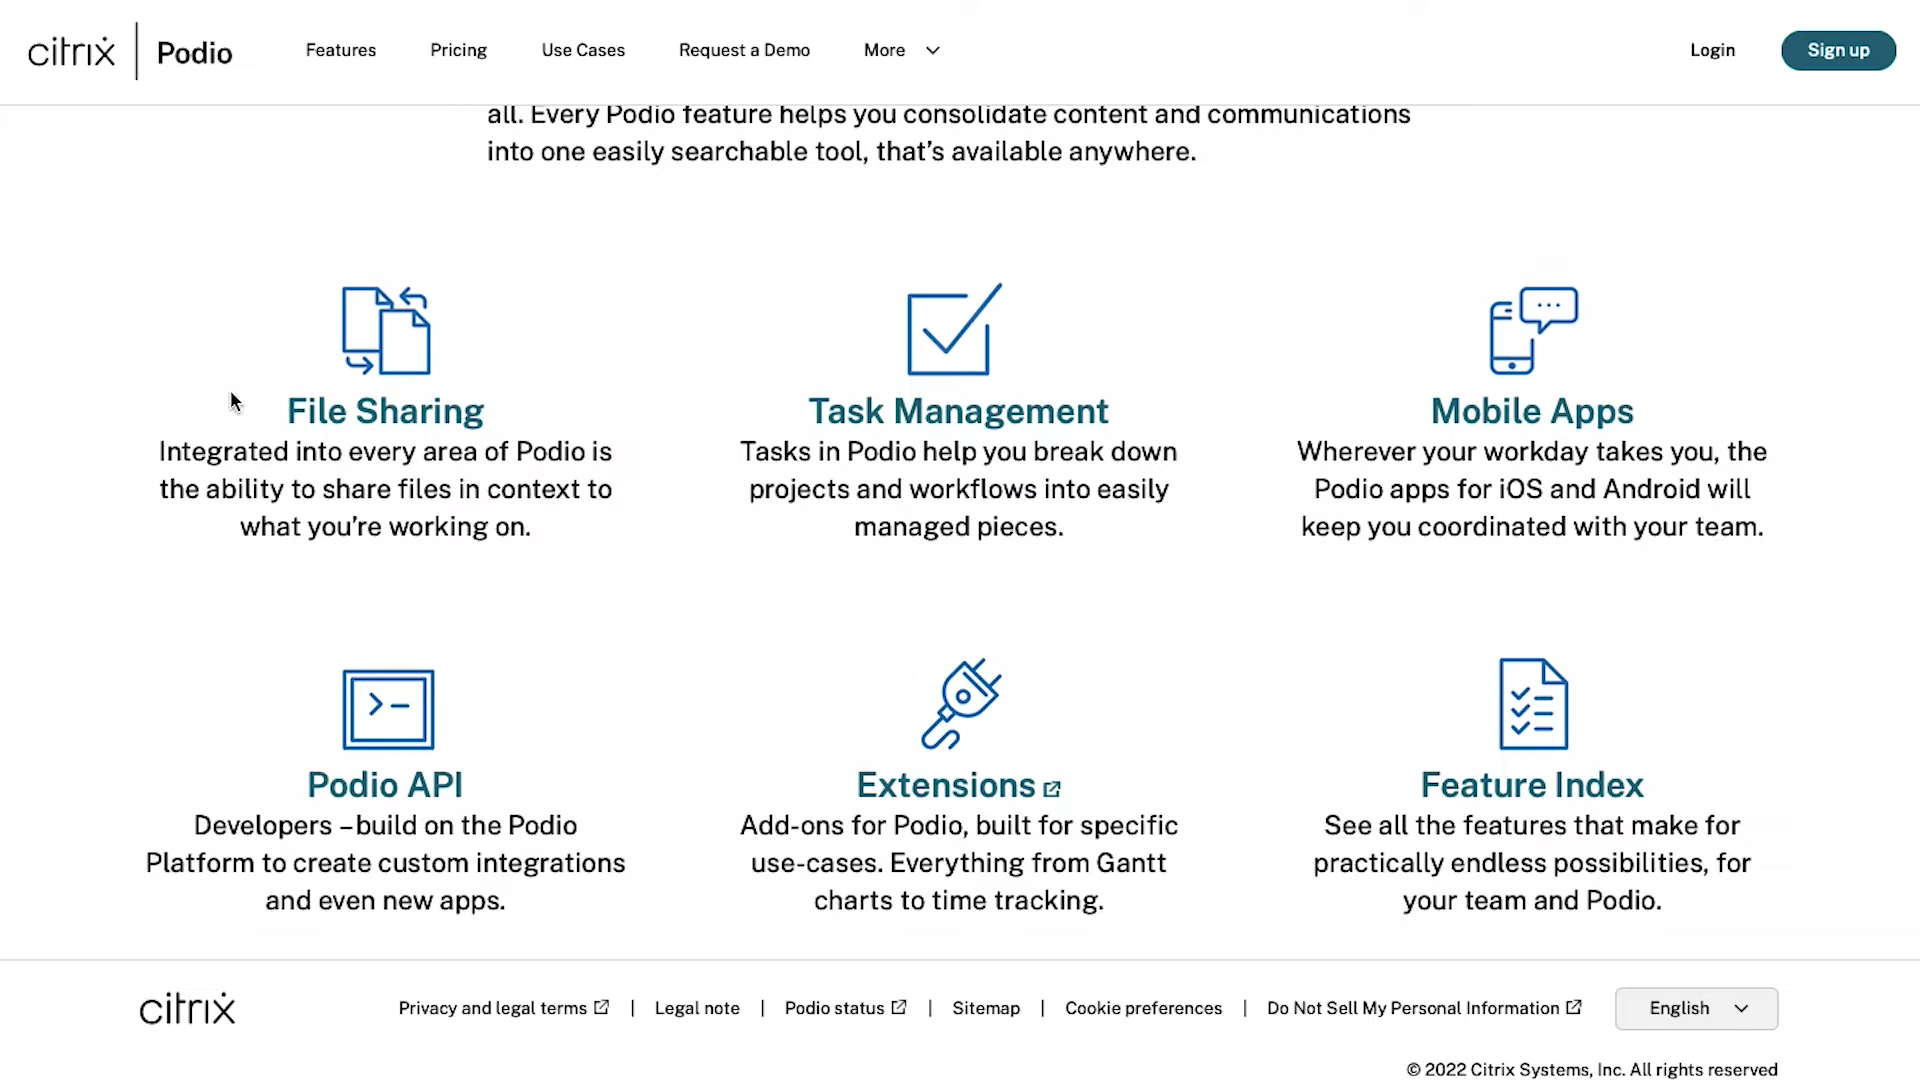 citrix | Podio
Features
Pricing
Use Cases
Request a Demo
More
Login
Sign up
all. Every Podio feature helps you consolidate content and communications
into one easily searchable tool, that’s available anywhere.
File Sharing
Integrated into every area of Podio is
the ability to share files in context to
what you’re working on.
Task Management
Tasks in Podio help you break down
projects and workflows into easily
managed pieces.
Mobile Apps
Wherever your workday takes you, the
Podio apps for iOS and Android will
keep you coordinated with your team.
Podio API
Developers –build on the Podio
Platform to create custom integrations
and even new apps.
Extensions
Add-ons for Podio, built for specific
use-cases. Everything from Gantt
charts to time tracking.
Feature Index
See all the features that make for
practically endless possibilities, for
your team and Podio.
citrix
Privacy and legal terms | Legal note | Podio status | Sitemap | Cookie preferences | Do Not Sell My Personal Information
English
© 2022 Citrix Systems, Inc. All rights reserved